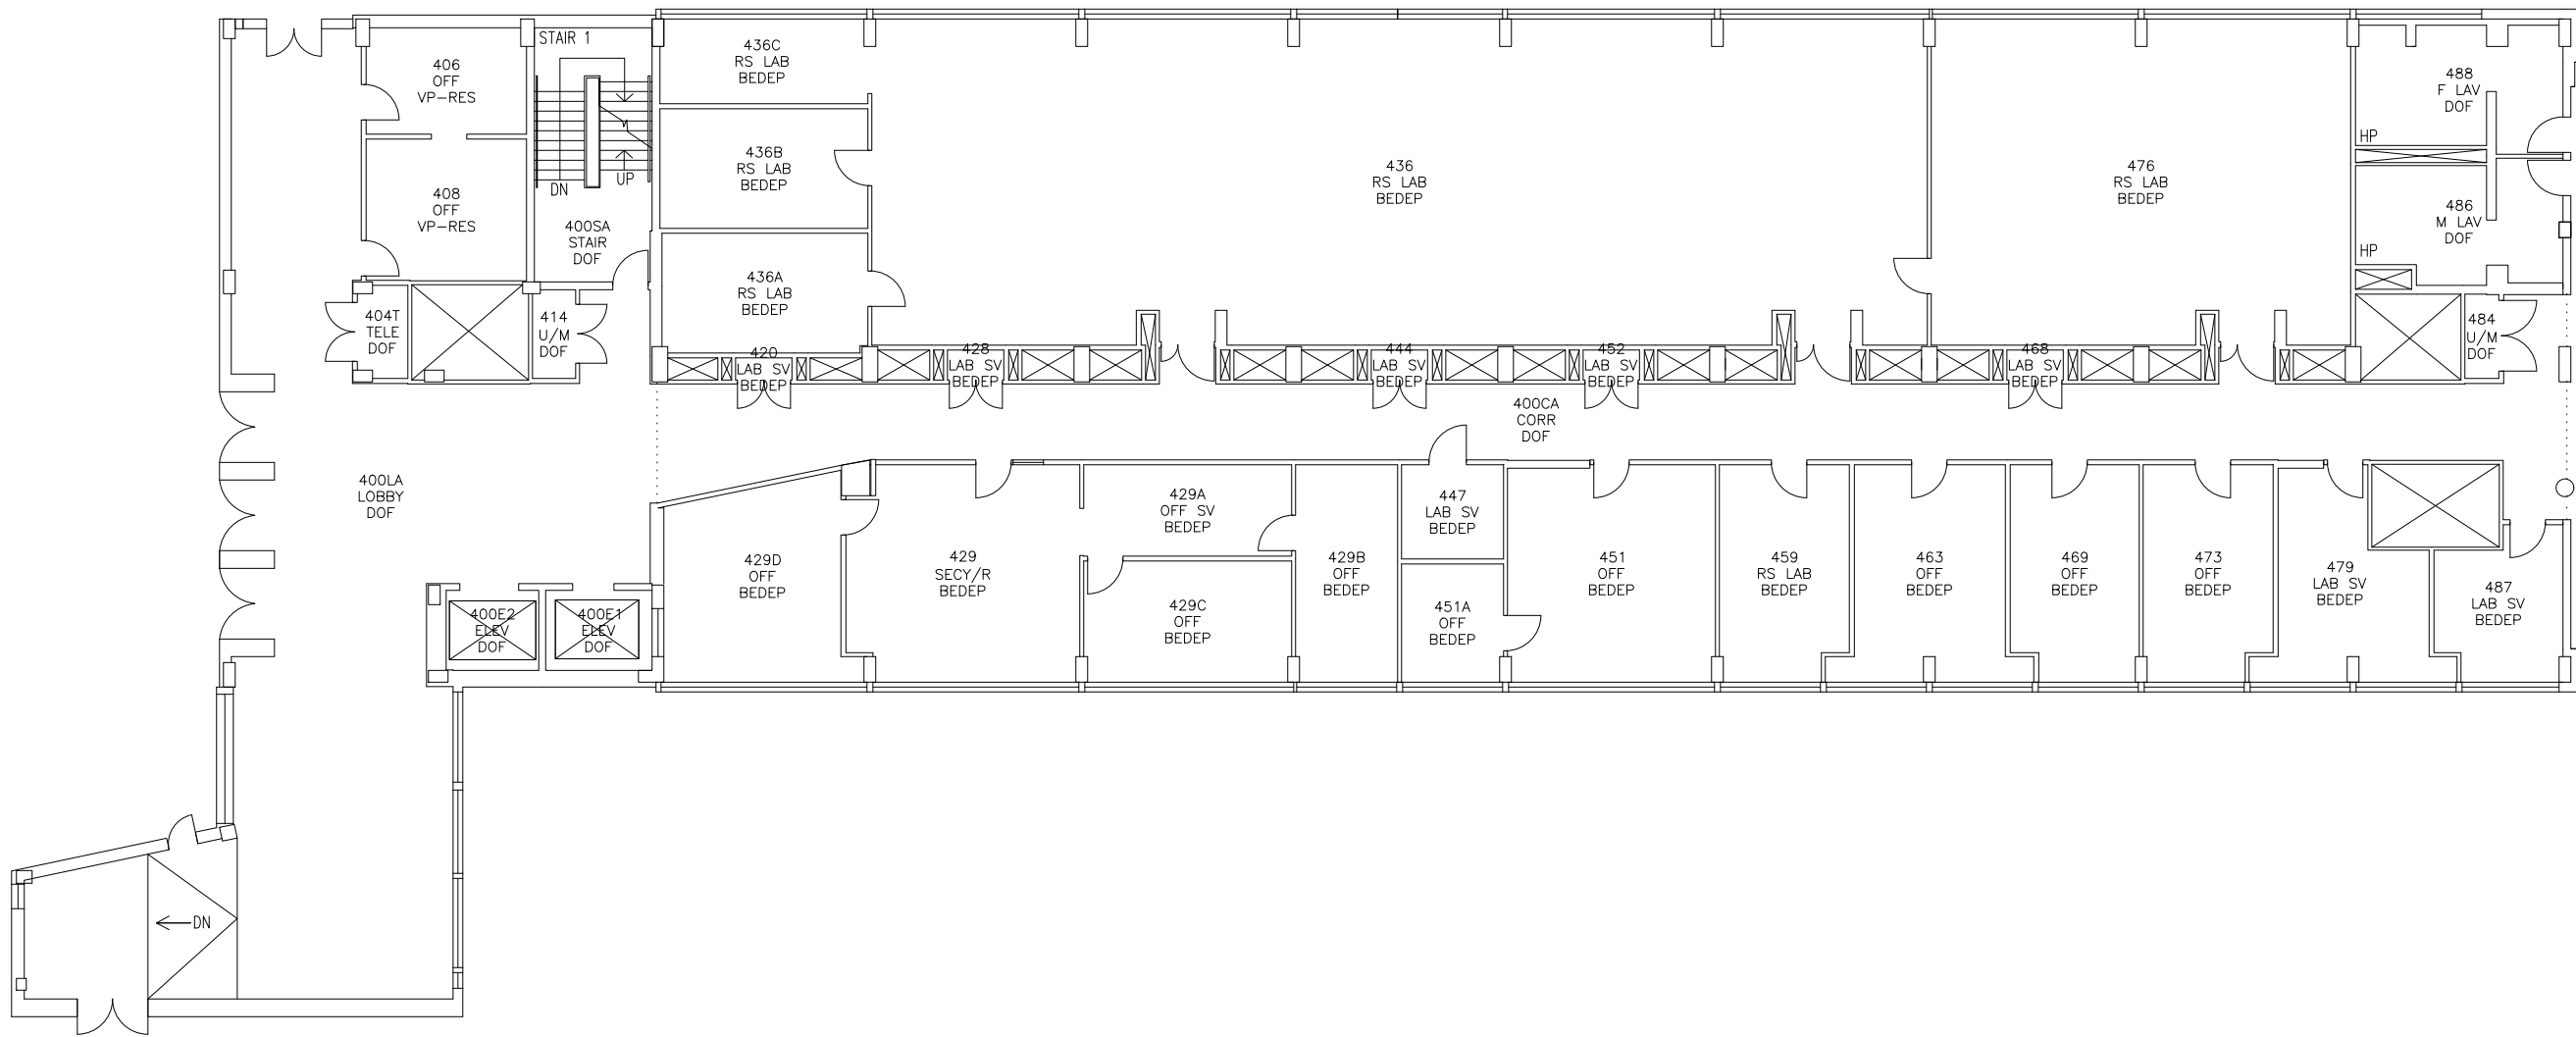 STAIR 1
406
OFF
VP-RES
436C
RS LAB
BEDEP
488
F LAV
DOF
HP
436B
RS LAB
BEDEP
436
RS LAB
BEDEP
476
RS LAB
BEDEP
DN
UP
408
OFF
VP-RES
400SA
STAIR
DOF
486
M LAV
DOF
HP
436A
RS LAB
BEDEP
404T
TELE
DOF
414
U/M
DOF
484
U/M
DOF
420
LAB SV
BEDEP
428
LAB SV
BEDEP
444
LAB SV
BEDEP
452
LAB SV
BEDEP
468
LAB SV
BEDEP
400CA
CORR
DOF
400LA
LOBBY
DOF
429A
OFF SV
BEDEP
447
LAB SV
BEDEP
429D
OFF
BEDEP
429
SECY/R
BEDEP
429B
OFF
BEDEP
451
OFF
BEDEP
459
RS LAB
BEDEP
463
OFF
BEDEP
469
OFF
BEDEP
473
OFF
BEDEP
479
LAB SV
BEDEP
487
LAB SV
BEDEP
400E2
ELEV
DOF
400E1
ELEV
DOF
429C
OFF
BEDEP
451A
OFF
BEDEP
DN